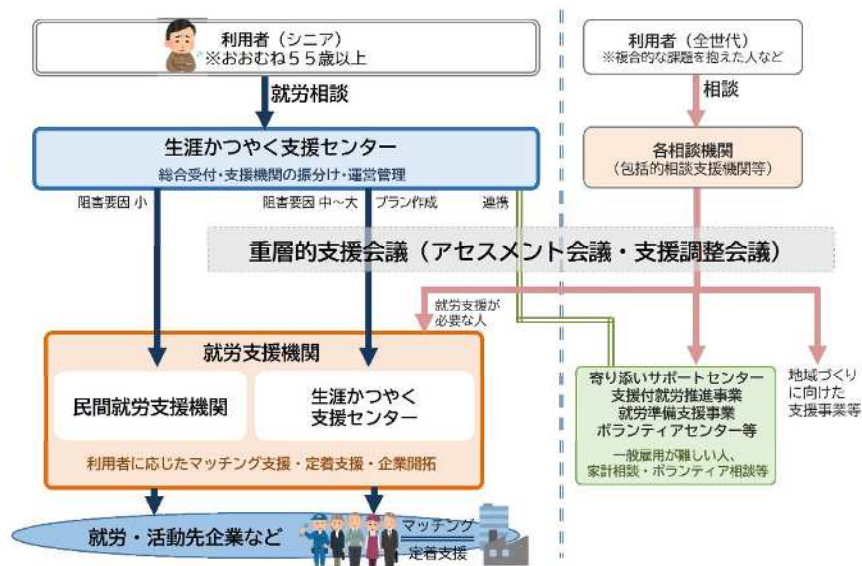 利用者（シニア）
※おおむね５５歳以上
就労相談
生涯かつやく支援センター
総合受付・支援機関の振分け・運営管理
阻害要因 小
阻害要因 中～大
プラン作成
連携
利用者（全世代）
※複合的な課題を抱えた人など
相談
各相談機関
（包括的相談支援機関等）
重層的支援会議（アセスメント会議・支援調整会議）
就労支援が
必要な人
就労支援機関
民間就労支援機関
生涯かつやく
支援センター
利用者に応じたマッチング支援・定着支援・企業開拓
寄り添いサポートセンター
支援付就労推進事業
就労準備支援事業
ボランティアセンター等
一般雇用が難しい人、
家計相談・ボランティア相談等
地域づくり
に向けた
支援事業等
就労・活動先企業など
マッチング
定着支援